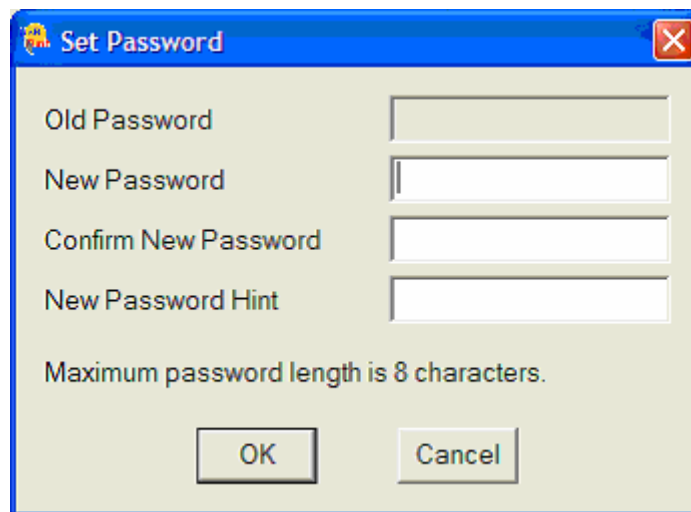 Set Password
Old Password
New Password
Confirm New Password
New Password Hint
Maximum password length is 8 characters.
OK Cancel